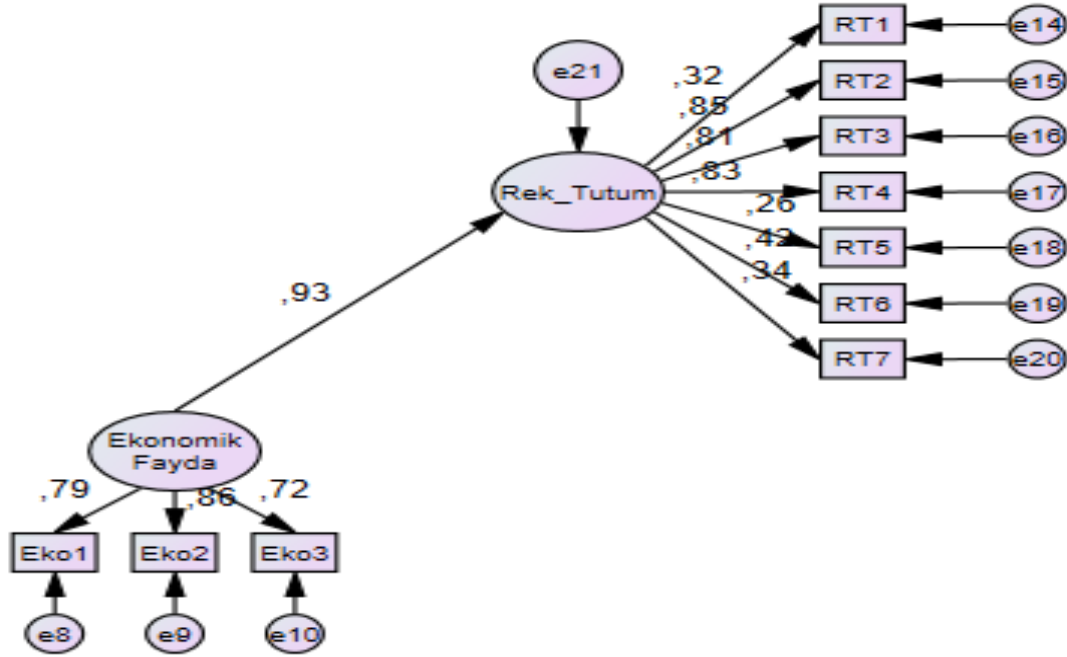 RT1
e14
e21
,32
RT2
e15
,85
,81
RT3
e16
,83
Rek_Tutum
RT4
e17
,26
RT5
e18
,42
,34
RT6
e19
,93
RT7
e20
Ekonomik
Fayda
,79
,86
,72
Eko1
Eko2
Eko3
e8
e9
e10